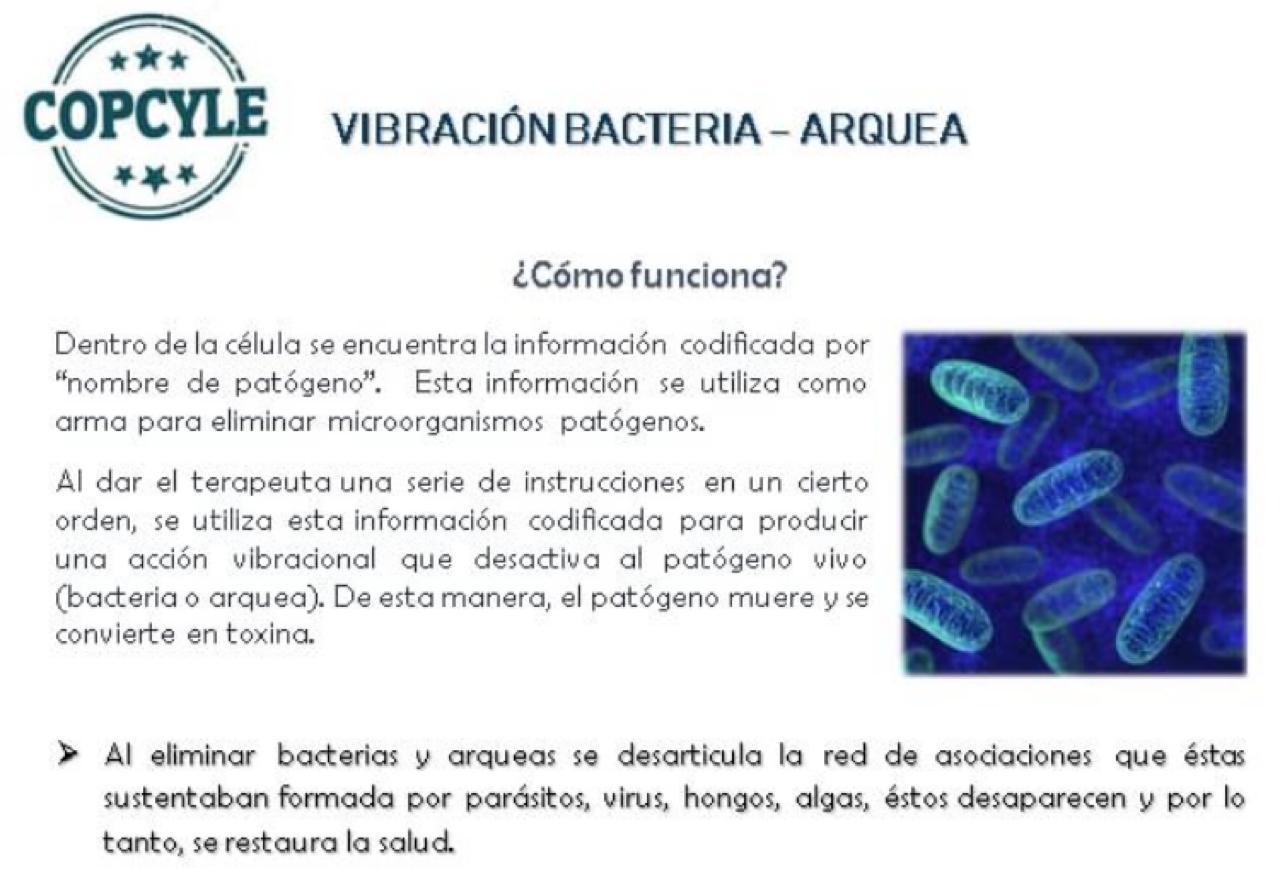 COPCYLE
VIBRACIÓN BACTERIA – ARQUEA
¿Cómo funciona?
Dentro de la célula se encuentra la información codificada por
“nombre de patógeno”. Esta información se utiliza como
arma para eliminar microorganismos patógenos.
Al dar el terapeuta una serie de instrucciones en un cierto
orden, se utiliza esta información codificada para producir
una acción vibracional que desactiva al patógeno vivo
(bacteria o arquea). De esta manera, el patógeno muere y se
convierte en toxina.
➤ Al eliminar bacterias y arqueas se desarticula la red de asociaciones que éstas
sustentaban formada por parásitos, virus, hongos, algas, éstos desaparecen y por lo
tanto, se restaura la salud.